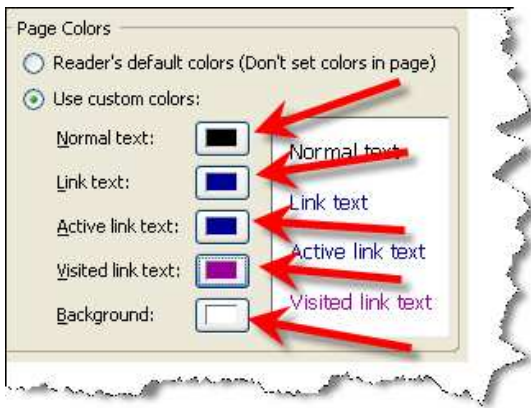 Page Colors
Reader's default colors (Don't set colors in page)
Use custom colors:
Normal text:
Link text:
Active link text:
Visited link text:
Background:
Normal text
Link text
Active link text
Visited link text